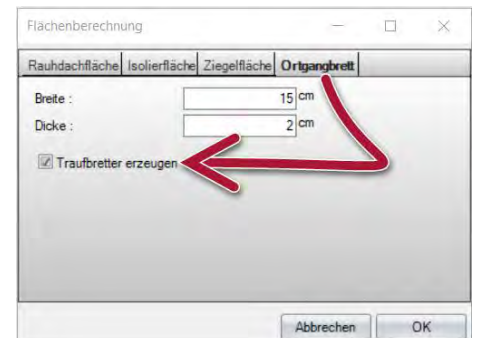 Flächenberechnung
Rauhdachfläche Isolierfläche Ziegelfläche Ortgangbrett
Breite : 15 cm
Dicke : 2 cm
Traufbretter erzeugen
Abbrechen OK